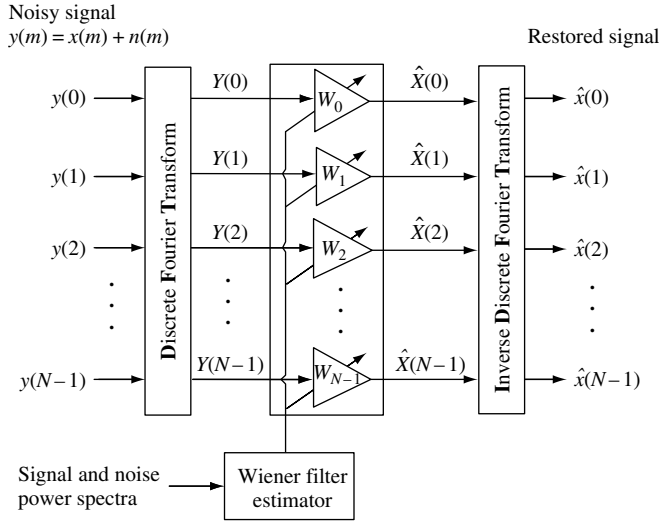 Noisy signal
y(m) = x(m) + n(m)
Restored signal
y(0)
Y(0)
W₀
X̂(0)
x̂(0)
y(1)
Y(1)
W₁
X̂(1)
x̂(1)
y(2)
Y(2)
W₂
X̂(2)
x̂(2)
y(N–1)
Y(N–1)
W_{N–1}
X̂(N–1)
x̂(N–1)
Discrete Fourier Transform
Inverse Discrete Fourier Transform
Signal and noise
power spectra
Wiener filter
estimator